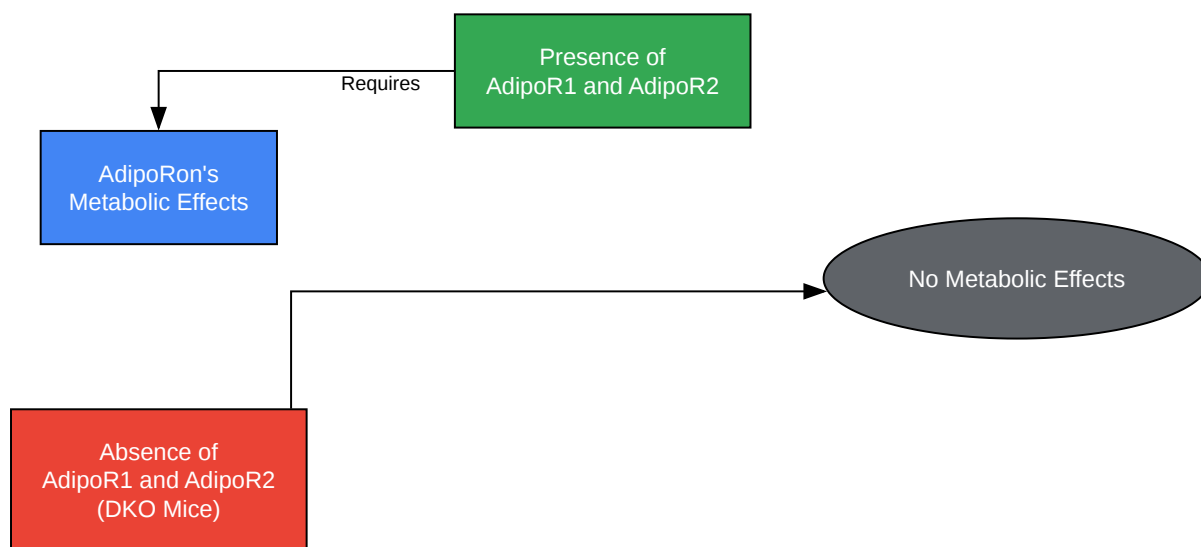 Presence of
AdipoR1 and AdipoR2
Requires
AdipoRon's
Metabolic Effects
No Metabolic Effects
Absence of
AdipoR1 and AdipoR2
(DKO Mice)